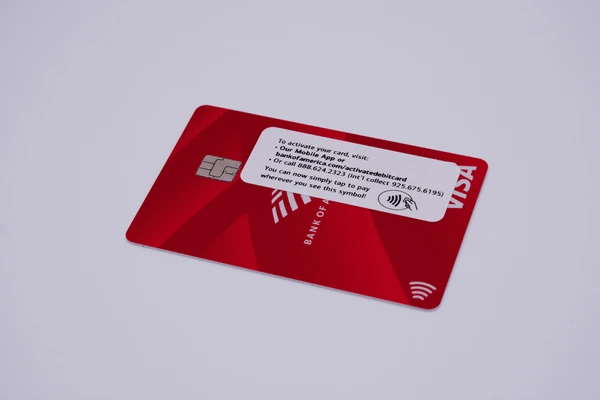 To activate your card, visit:
• Our Mobile App or
bankofamerica.com/activatedebitcard
• Or call 888.624.2323 (Int'l collect 925.675.6195)
You can now simply tap to pay
wherever you see this symbol!
VISA
BANK OF A